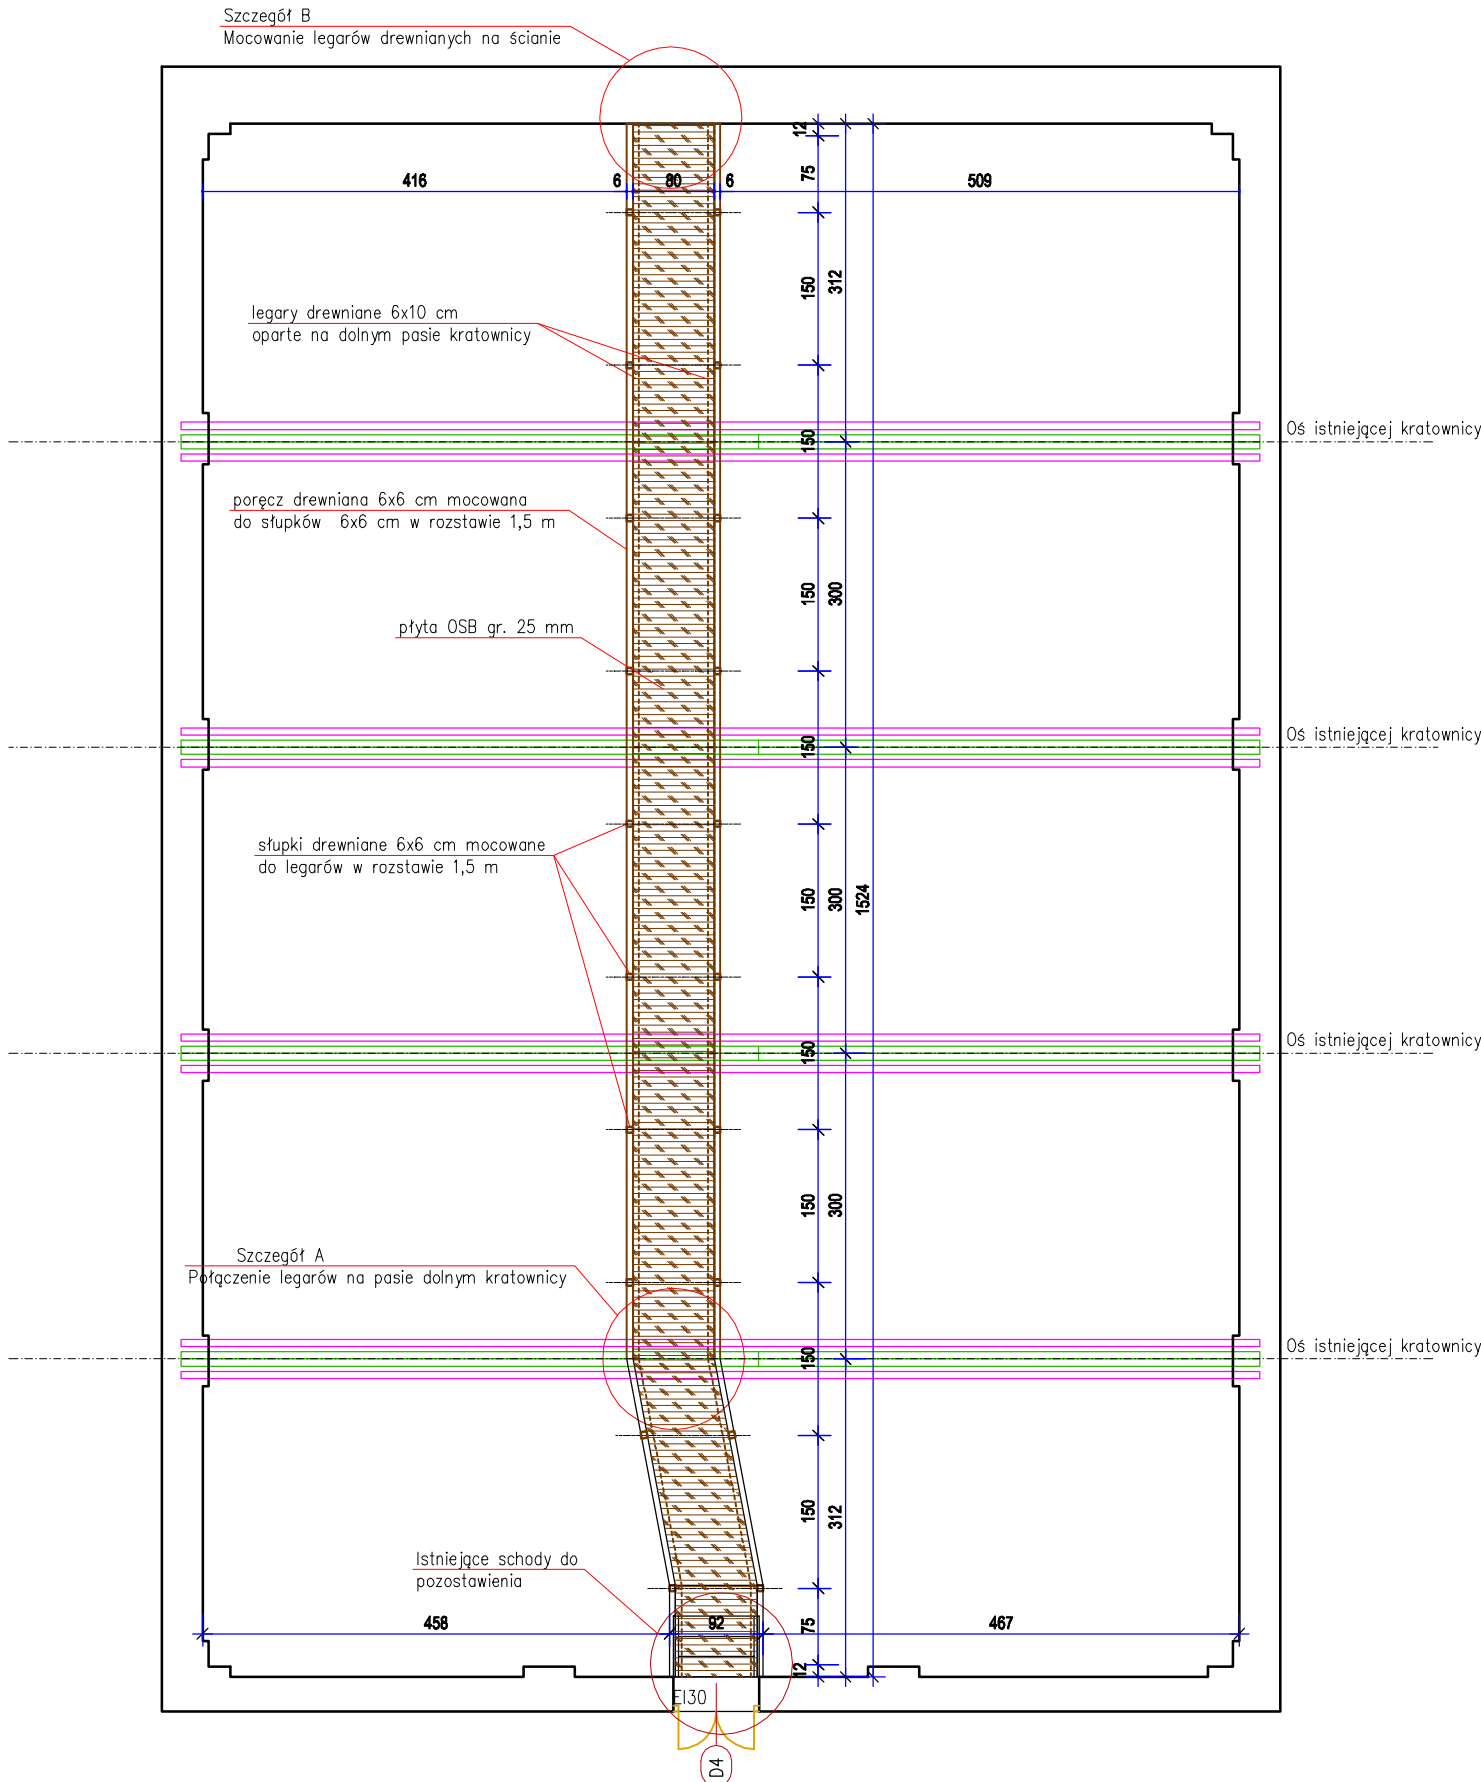 Szczegół B
Mocowanie legarów drewnianych na ścianie
12
75
416
6
80
6
509
150
312
legary drewniane 6x10 cm
oparte na dolnym pasie kratownicy
150
Oś istniejącej kratownicy
poręcz drewniana 6x6 cm mocowana
do słupków 6x6 cm w rozstawie 1,5 m
150
300
płyta OSB gr. 25 mm
150
Oś istniejącej kratownicy
słupki drewniane 6x6 cm mocowane
do legarów w rozstawie 1,5 m
150
300
1524
150
Oś istniejącej kratownicy
150
300
Szczegół A
Połączenie legarów na pasie dolnym kratownicy
150
Oś istniejącej kratownicy
150
312
Istniejące schody do
pozostawienia
458
92
467
75
12
EI30
D4